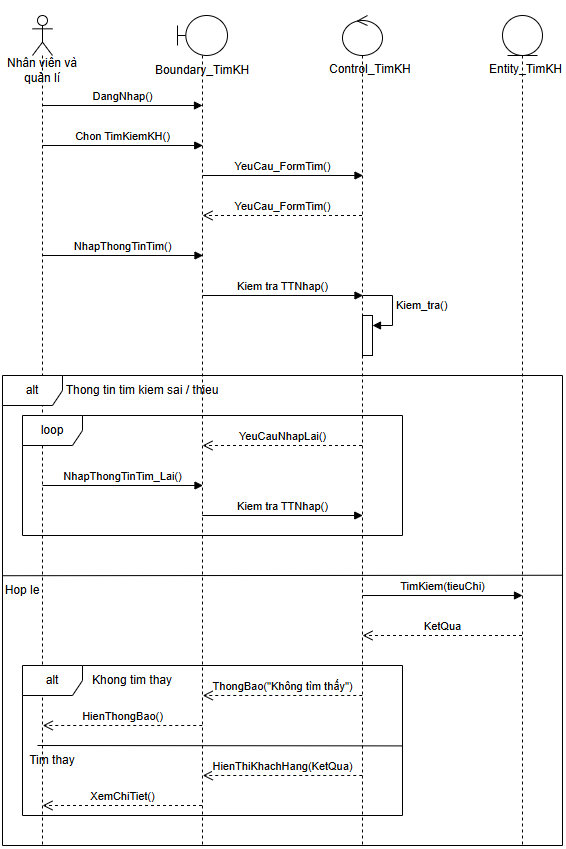 Nhân viên và
quản lí
Boundary_TimKH
Control_TimKH
Entity_TimKH
DangNhap()
Chon TimKiemKH()
YeuCau_FormTim()
YeuCau_FormTim()
NhapThongTinTim()
Kiem tra TTNhap()
Kiem_tra()
alt
Thong tin tim kiem sai / thieu
loop
YeuCauNhapLai()
NhapThongTinTim_Lai()
Kiem tra TTNhap()
Hop le
TimKiem(tieuChi)
KetQua
alt
Khong tim thay
ThongBao("Không tìm thấy")
HienThongBao()
Tim thay
HienThiKhachHang(KetQua)
XemChiTiet()